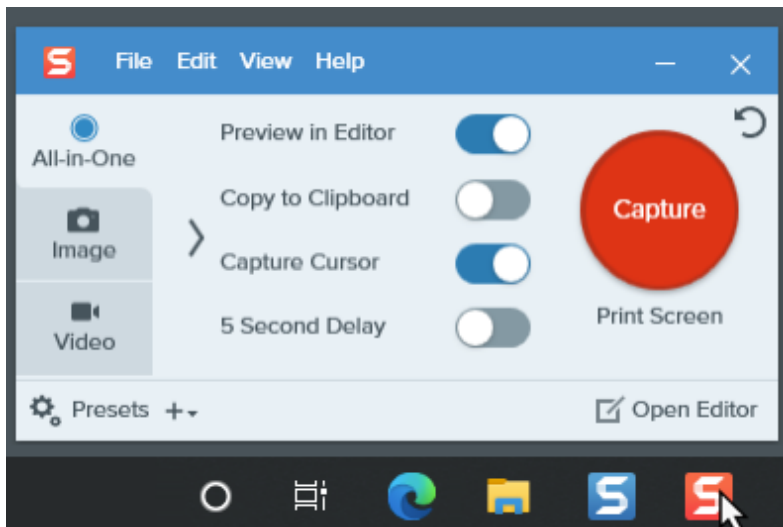 S File Edit View Help
All-in-One
Image
Video
Preview in Editor
Copy to Clipboard
Capture Cursor
5 Second Delay
Capture
Print Screen
Presets
Open Editor
S S